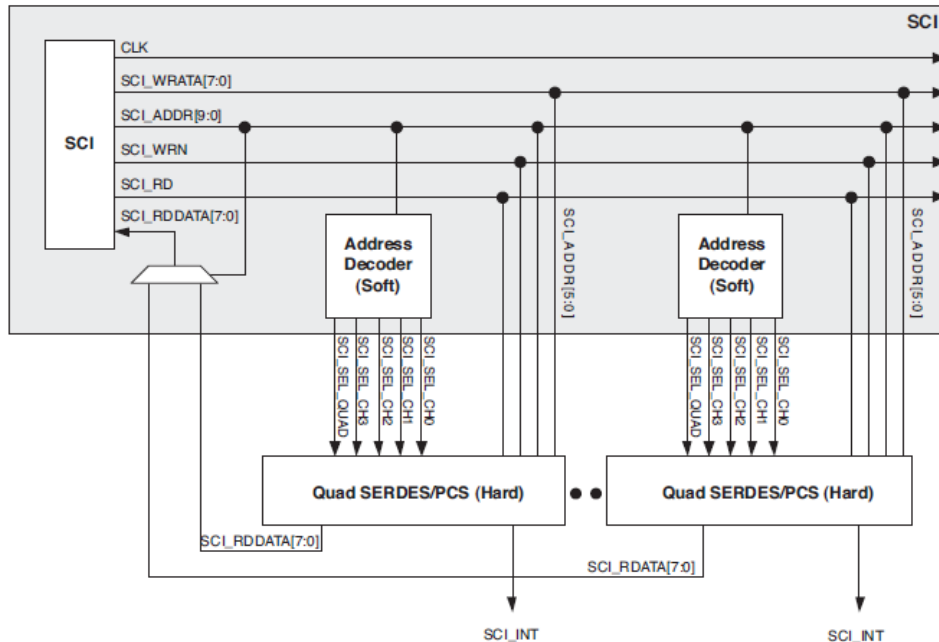 SCI
CLK
SCI_WRATA[7:0]
SCI_ADDR[9:0]
SCI
SCI_WRN
SCI_RD
SCI_RDDATA[7:0]
Address
Decoder
(Soft)
SCI_ADDR[5:0]
Address
Decoder
(Soft)
SCI_ADDR[5:0]
SCI_SEL_QUAD
SCI_SEL_CH3
SCI_SEL_CH2
SCI_SEL_CH1
SCI_SEL_CH0
SCI_SEL_QUAD
SCI_SEL_CH3
SCI_SEL_CH2
SCI_SEL_CH1
SCI_SEL_CH0
Quad SERDES/PCS (Hard)
Quad SERDES/PCS (Hard)
SCI_RDDATA[7:0]
SCI_RDATA[7:0]
SCI_INT
SCI_INT